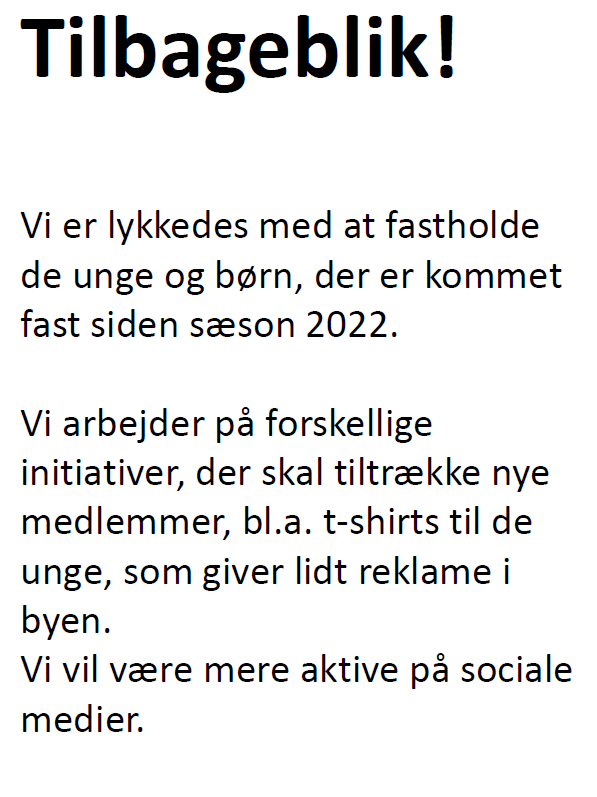 Tilbageblik!
Vi er lykkedes med at fastholde
de unge og børn, der er kommet
fast siden sæson 2022.
Vi arbejder på forskellige
initiativer, der skal tiltrække nye
medlemmer, bl.a. t-shirts til de
unge, som giver lidt reklame i
byen.
Vi vil være mere aktive på sociale
medier.